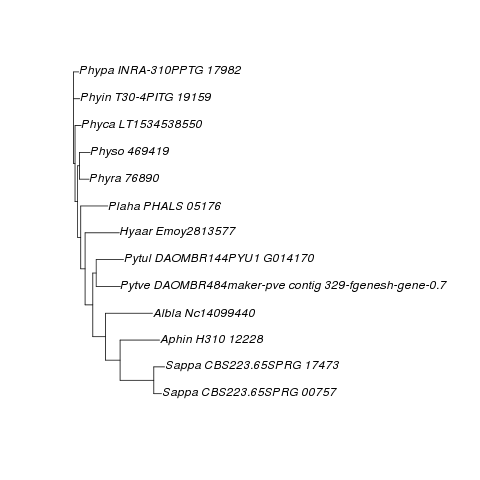 Phypa INRA-310PPTG 17982
Phyin T30-4PITG 19159
Phyca LT1534538550
Physo 469419
Phyra 76890
Plaha PHALS 05176
Hyaar Emoy2813577
Pytul DAOMBR144PYU1 G014170
Pytve DAOMBR484maker-pve contig 329-fgenesh-gene-0.7
Albla Nc14099440
Aphin H310 12228
Sappa CBS223.65SPRG 17473
Sappa CBS223.65SPRG 00757